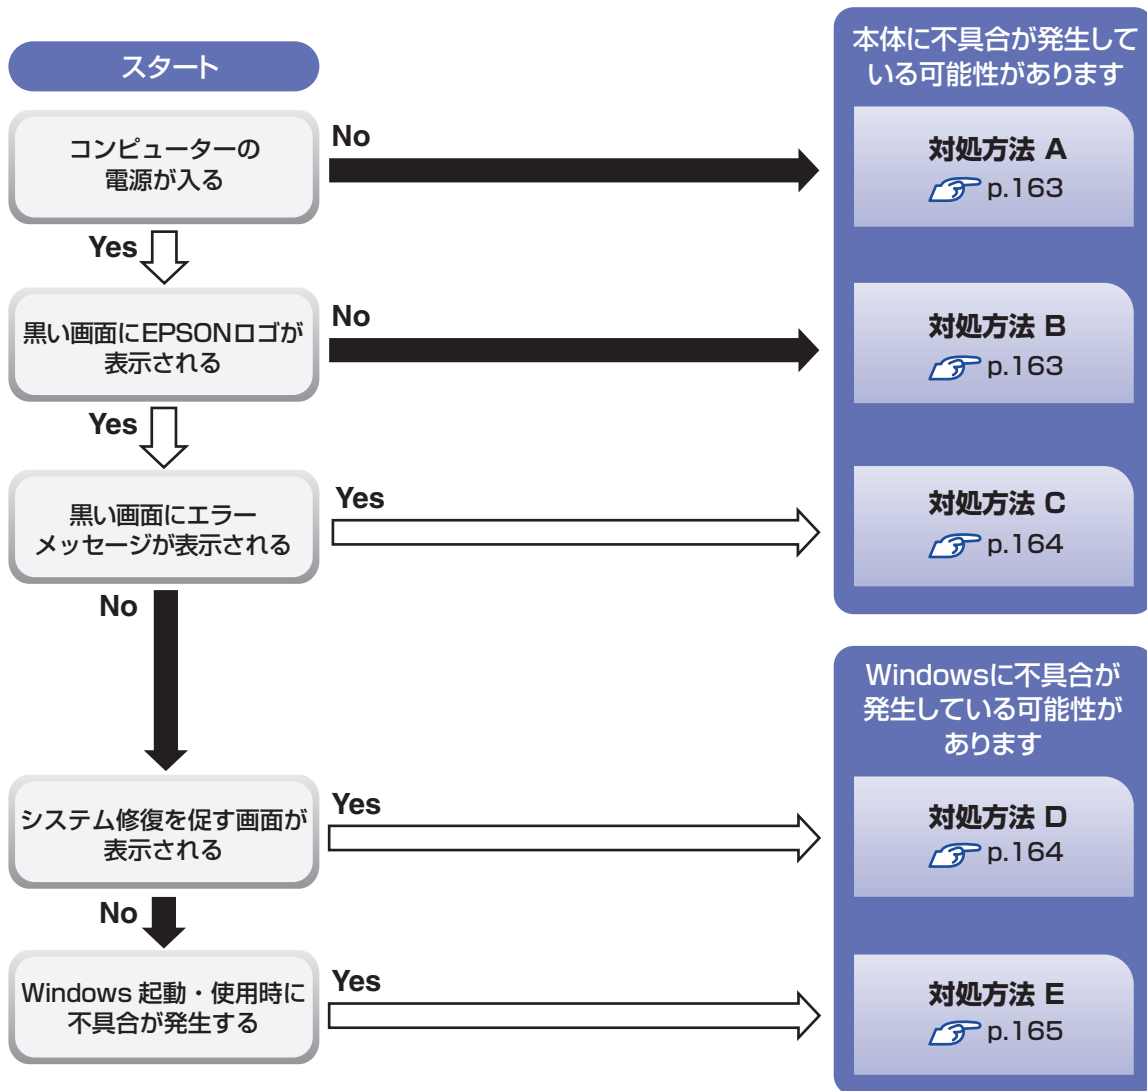 スタート
コンピューターの
電源が入る
No
本体に不具合が発生して
いる可能性があります
対処方法 A
p.163
Yes
黒い画面にEPSONロゴが
表示される
No
対処方法 B
p.163
Yes
黒い画面にエラー
メッセージが表示される
Yes
対処方法 C
p.164
No
Windowsに不具合が
発生している可能性が
あります
システム修復を促す画面が
表示される
Yes
対処方法 D
p.164
No
Windows 起動・使用時に
不具合が発生する
Yes
対処方法 E
p.165